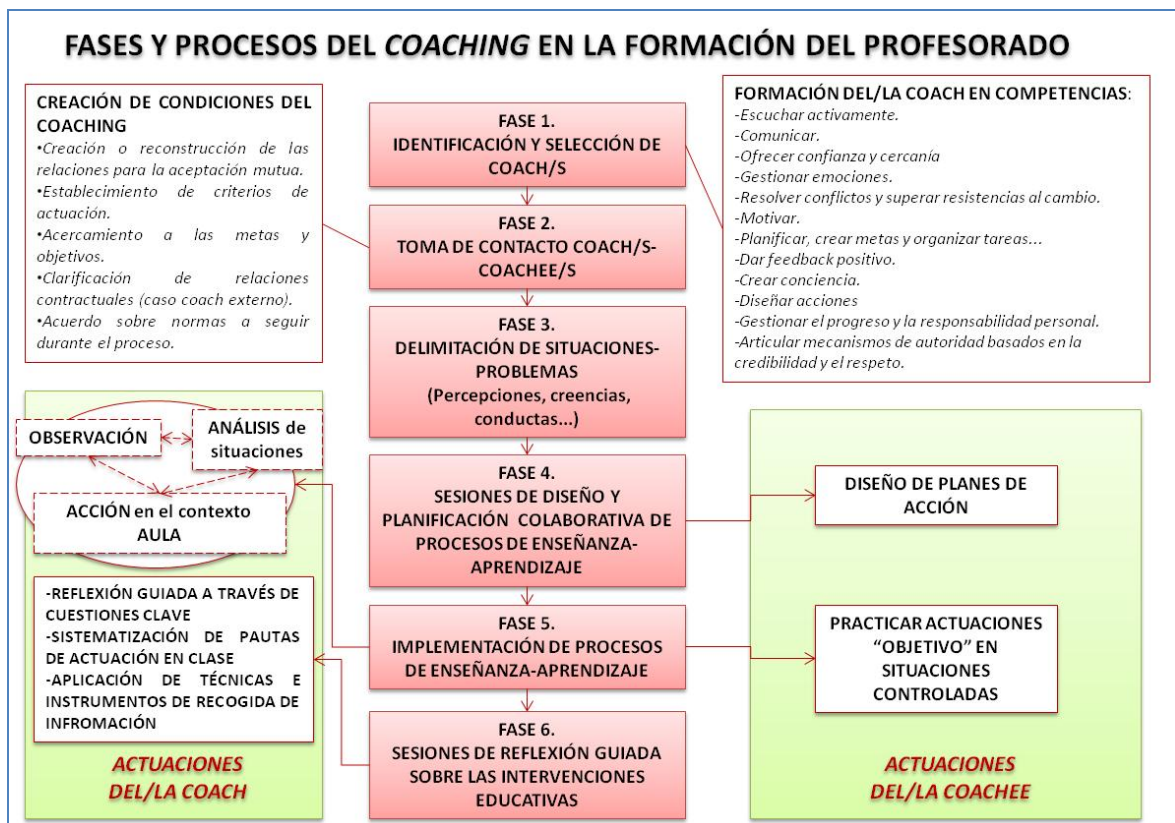 FASES Y PROCESOS DEL COACHING EN LA FORMACIÓN DEL PROFESORADO
CREACIÓN DE CONDICIONES DEL
COACHING
•Creación o reconstrucción de las
relaciones para la aceptación mutua.
•Establecimiento de criterios de
actuación.
•Acercamiento a las metas y
objetivos.
•Clarificación de relaciones
contractuales (caso coach externo).
•Acuerdo sobre normas a seguir
durante el proceso.
FASE 1.
IDENTIFICACIÓN Y SELECCIÓN DE
COACH/S
FASE 2.
TOMA DE CONTACTO COACH/S-
COACHEE/S
FASE 3.
DELIMITACIÓN DE SITUACIONES-
PROBLEMAS
(Percepciones, creencias,
conductas...)
FASE 4.
SESIONES DE DISEÑO Y
PLANIFICACIÓN COLABORATIVA DE
PROCESOS DE ENSEÑANZA-
APRENDIZAJE
FASE 5.
IMPLEMENTACIÓN DE PROCESOS
DE ENSEÑANZA-APRENDIZAJE
FASE 6.
SESIONES DE REFLEXIÓN GUIADA
SOBRE LAS INTERVENCIONES
EDUCATIVAS
FORMACIÓN DEL/LA COACH EN COMPETENCIAS:
-Escuchar activamente.
-Comunicar.
-Ofrecer confianza y cercanía
-Gestionar emociones.
-Resolver conflictos y superar resistencias al cambio.
-Motivar.
-Planificar, crear metas y organizar tareas...
-Dar feedback positivo.
-Crear conciencia.
-Diseñar acciones
-Gestionar el progreso y la responsabilidad personal.
-Articular mecanismos de autoridad basados en la
credibilidad y el respeto.
OBSERVACIÓN
ANÁLISIS de
situaciones
ACCIÓN en el contexto
AULA
-REFLEXIÓN GUIADA A TRAVÉS DE
CUESTIONES CLAVE
-SISTEMATIZACIÓN DE PAUTAS
DE ACTUACIÓN EN CLASE
-APLICACIÓN DE TÉCNICAS E
INSTRUMENTOS DE RECOGIDA DE
INFROMACIÓN
ACTUACIONES
DEL/LA COACH
DISEÑO DE PLANES DE
ACCIÓN
PRACTICAR ACTUACIONES
“OBJETIVO” EN
SITUACIONES
CONTROLADAS
ACTUACIONES
DEL/LA COACHEE